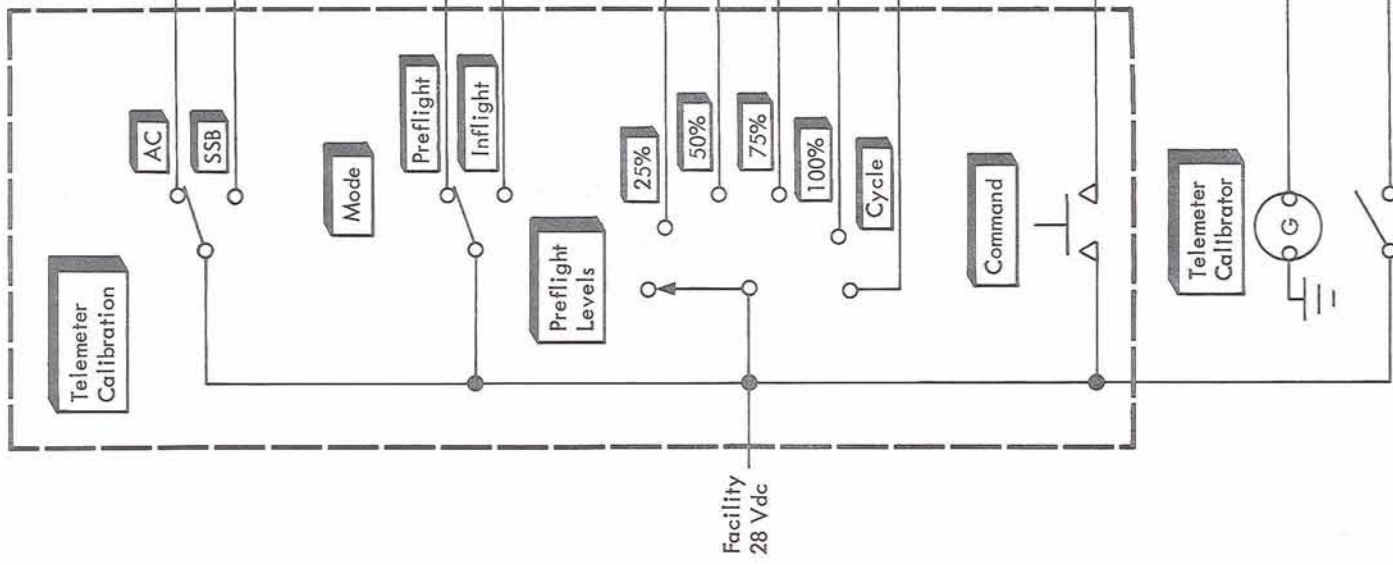 Telemeter
Calibration
AC
SSB
Mode
Preflight
Inflight
Preflight
Levels
25%
50%
75%
100%
Cycle
Command
Facility
28 Vdc
Telemeter
Calibrator
G